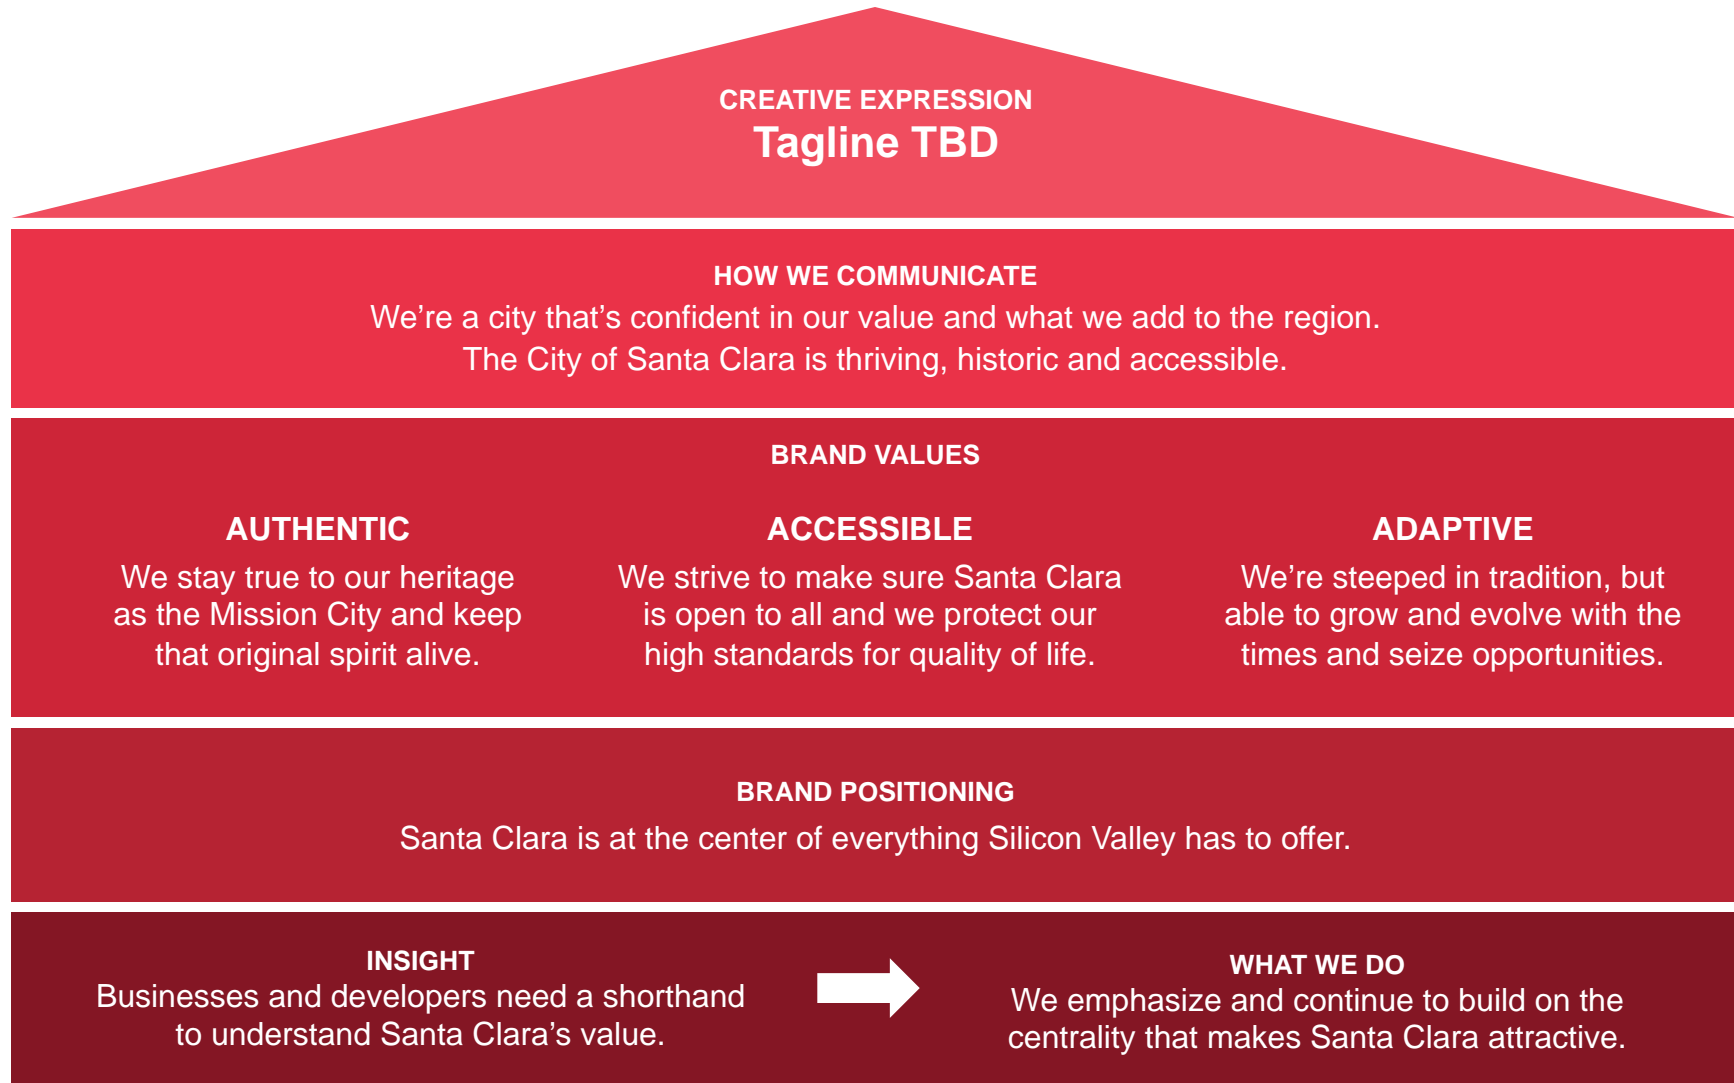 CREATIVE EXPRESSION
Tagline TBD
HOW WE COMMUNICATE
We’re a city that’s confident in our value and what we add to the region.
The City of Santa Clara is thriving, historic and accessible.
BRAND VALUES
AUTHENTIC
We stay true to our heritage
as the Mission City and keep
that original spirit alive.
ACCESSIBLE
We strive to make sure Santa Clara
is open to all and we protect our
high standards for quality of life.
ADAPTIVE
We’re steeped in tradition, but
able to grow and evolve with the
times and seize opportunities.
BRAND POSITIONING
Santa Clara is at the center of everything Silicon Valley has to offer.
INSIGHT
Businesses and developers need a shorthand
to understand Santa Clara’s value.
WHAT WE DO
We emphasize and continue to build on the
centrality that makes Santa Clara attractive.